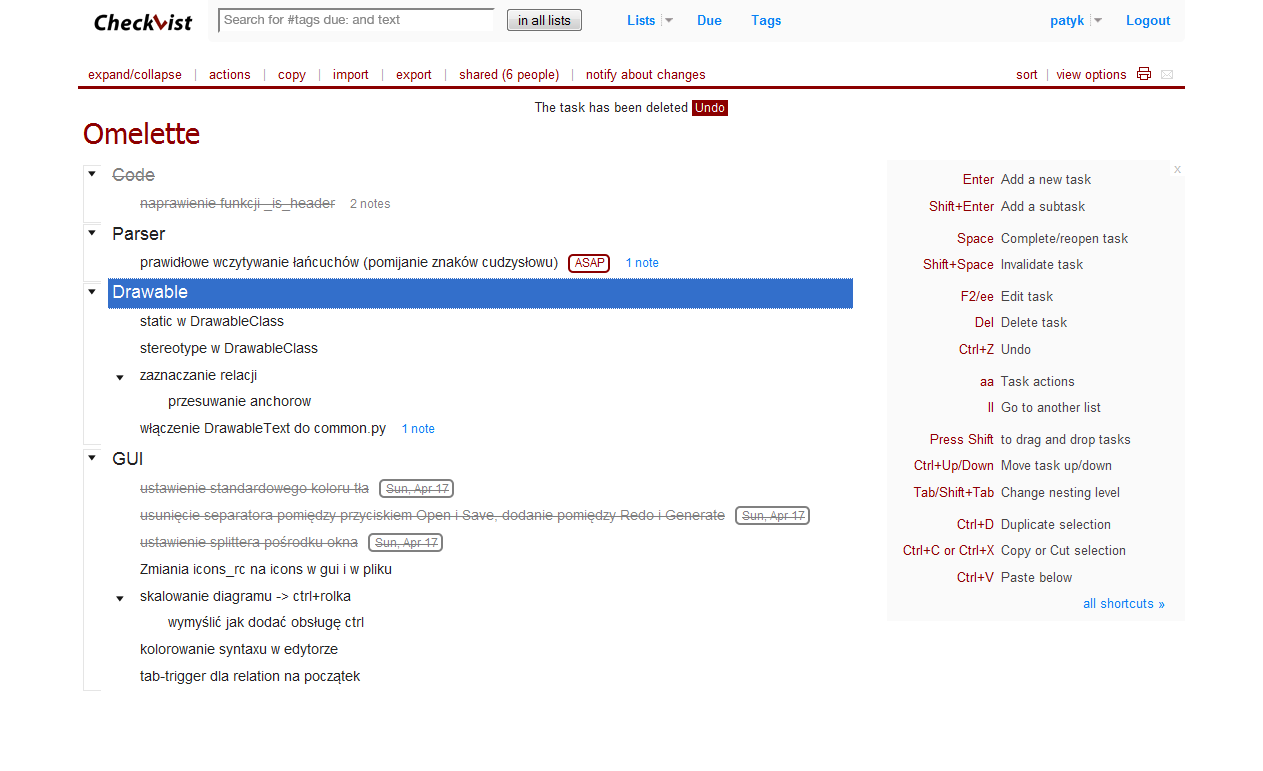 Checkvist Search for #tags due: and text in all lists Lists Due Tags patyk Logout
expand/collapse | actions | copy | import | export | shared (6 people) | notify about changes sort | view options
The task has been deleted Undo
Omelette
x
Code
naprawienie funkcji _is_header 2 notes
Parser
prawidłowe wczytywanie łańcuchów (pomijanie znaków cudzysłowu) ASAP 1 note
Drawable
static w DrawableClass
stereotype w DrawableClass
zaznaczanie relacji
przesuwanie anchorow
włączenie DrawableText do common.py 1 note
GUI
ustawienie standardowego koloru tła Sun, Apr 17
usunięcie separatora pomiędzy przyciskiem Open i Save, dodanie pomiędzy Redo i Generate Sun, Apr 17
ustawienie splittera pośrodku okna Sun, Apr 17
Zmiania icons_rc na icons w gui i w pliku
skalowanie diagramu -> ctrl+rolka
wymyślić jak dodać obsługę ctrl
kolorowanie syntaxu w edytorze
tab-trigger dla relation na początek
Enter Add a new task
Shift+Enter Add a subtask
Space Complete/reopen task
Shift+Space Invalidate task
F2/ee Edit task
Del Delete task
Ctrl+Z Undo
aa Task actions
ll Go to another list
Press Shift to drag and drop tasks
Ctrl+Up/Down Move task up/down
Tab/Shift+Tab Change nesting level
Ctrl+D Duplicate selection
Ctrl+C or Ctrl+X Copy or Cut selection
Ctrl+V Paste below
all shortcuts »